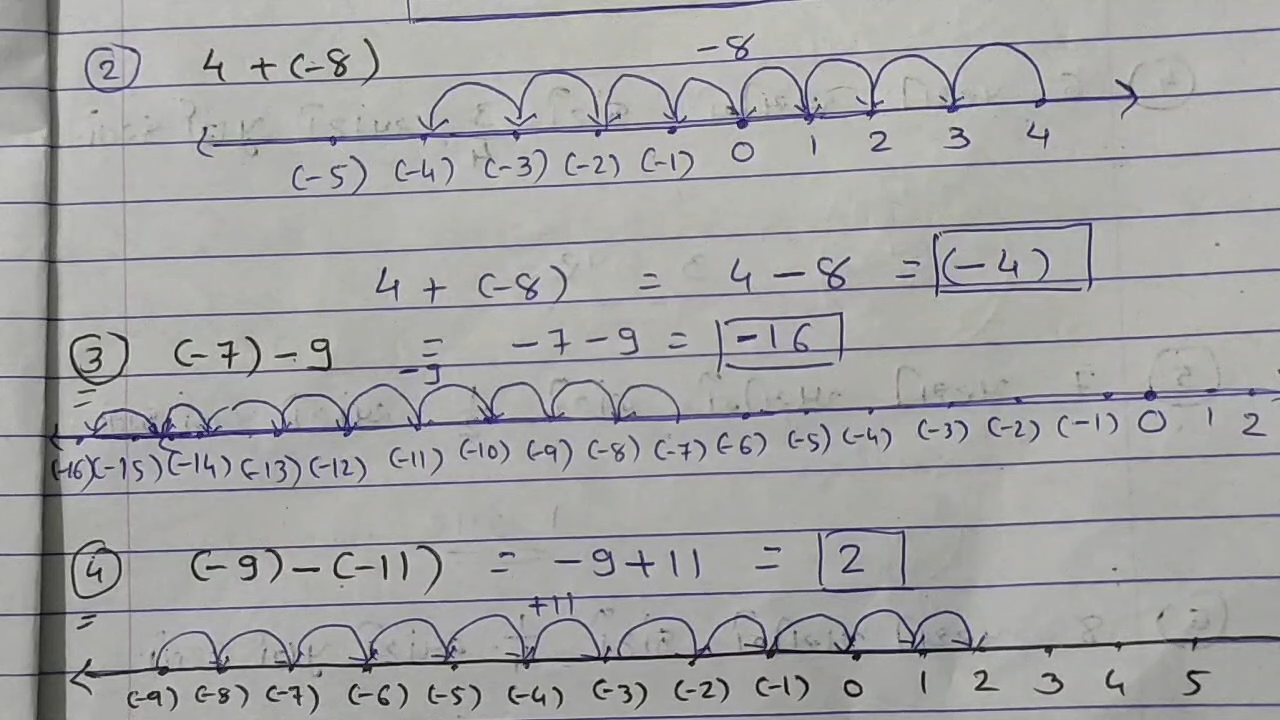 ② 4 + (-8)
-8
(-5) (-4) (-3) (-2) (-1) 0 1 2 3 4
4 + (-8) = 4 - 8 = (-4)
③ (-7) - 9 = -7 - 9 = -16
= -9
(-16) (-15) (-14) (-13) (-12) (-11) (-10) (-9) (-8) (-7) (-6) (-5) (-4) (-3) (-2) (-1) 0 1 2
④ (-9) - (-11) = -9 + 11 = 2
= +11
(-9) (-8) (-7) (-6) (-5) (-4) (-3) (-2) (-1) 0 1 2 3 4 5